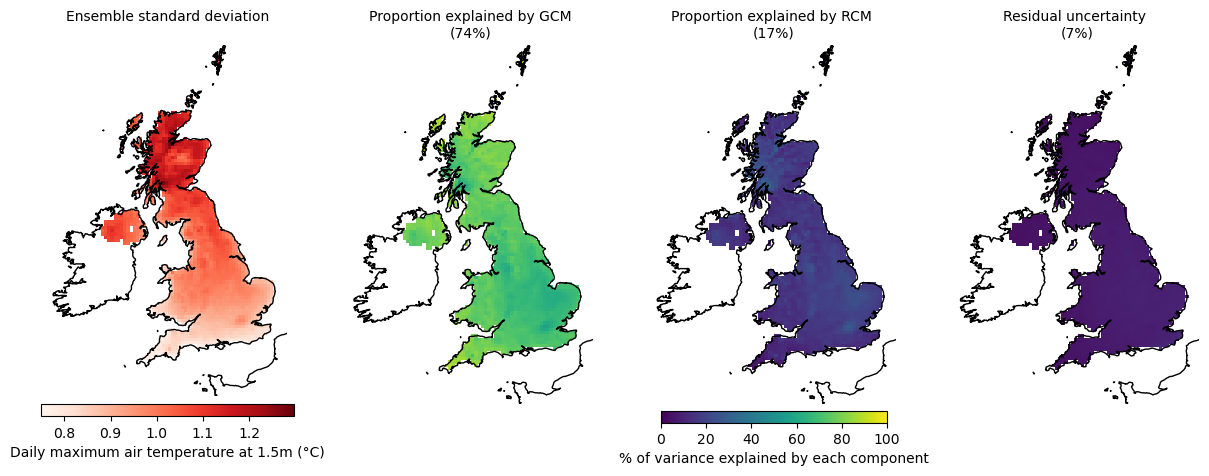 Ensemble standard deviation
Proportion explained by GCM
(74%)
Proportion explained by RCM
(17%)
Residual uncertainty
(7%)
0.8 0.9 1.0 1.1 1.2
Daily maximum air temperature at 1.5m (°C)
0 20 40 60 80 100
% of variance explained by each component